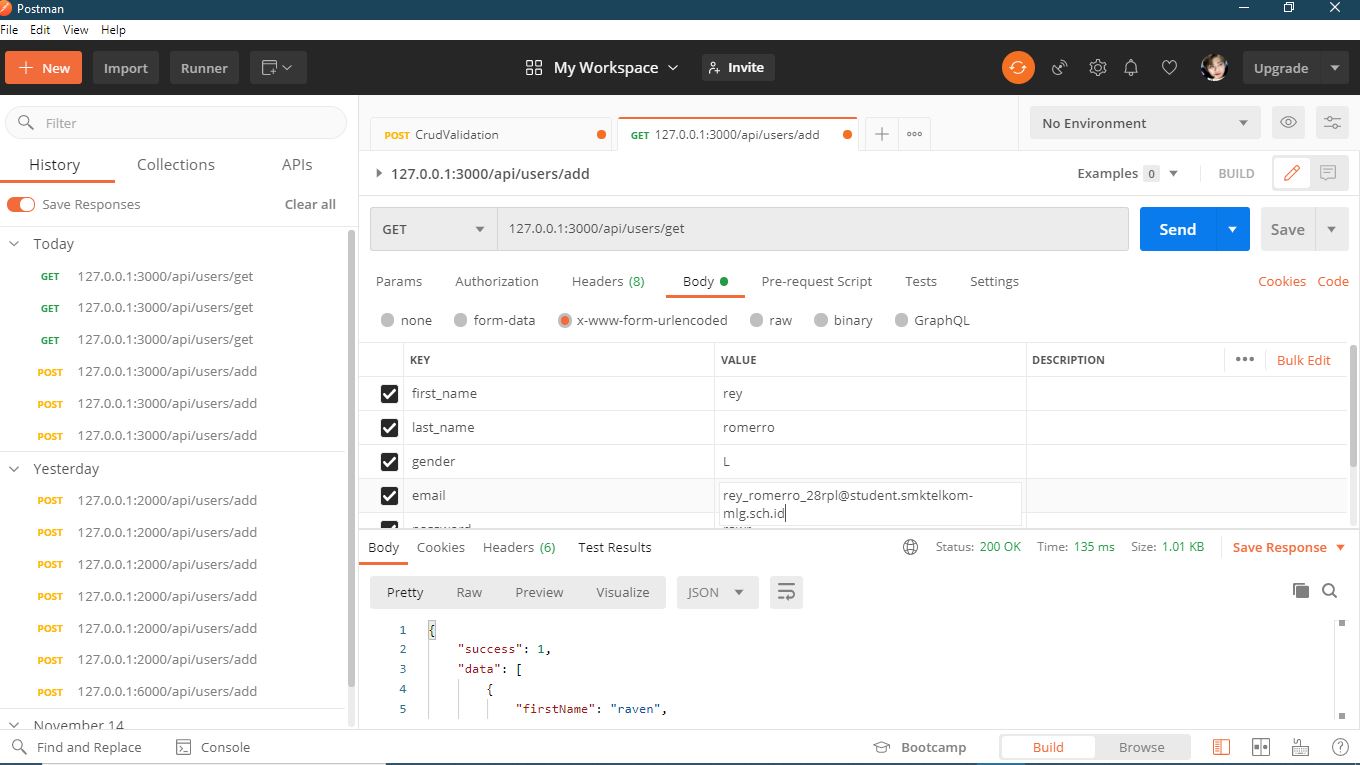 Postman
File Edit View Help
New Import Runner My Workspace Invite Upgrade
Filter
History Collections APIs
Save Responses Clear all
Today
GET 127.0.0.1:3000/api/users/get
GET 127.0.0.1:3000/api/users/get
GET 127.0.0.1:3000/api/users/get
POST 127.0.0.1:3000/api/users/add
POST 127.0.0.1:3000/api/users/add
POST 127.0.0.1:3000/api/users/add
Yesterday
POST 127.0.0.1:2000/api/users/add
POST 127.0.0.1:2000/api/users/add
POST 127.0.0.1:2000/api/users/add
POST 127.0.0.1:2000/api/users/add
POST 127.0.0.1:2000/api/users/add
POST 127.0.0.1:2000/api/users/add
POST 127.0.0.1:6000/api/users/add
November 14
POST CrudValidation GET 127.0.0.1:3000/api/users/add No Environment
127.0.0.1:3000/api/users/add Examples 0 BUILD
GET 127.0.0.1:3000/api/users/get Send Save
Params Authorization Headers (8) Body Pre-request Script Tests Settings Cookies Code
none form-data x-www-form-urlencoded raw binary GraphQL
KEY VALUE DESCRIPTION Bulk Edit
first_name rey
last_name romerro
gender L
email rey_romerro_28rpl@student.smktelkom-
mlg.sch.id
password
Body Cookies Headers (6) Test Results Status: 200 OK Time: 135 ms Size: 1.01 KB Save Response
Pretty Raw Preview Visualize JSON
1 {
2 "success": 1,
3 "data": [
4 {
5 "firstName": "raven",
Find and Replace Console Bootcamp Build Browse